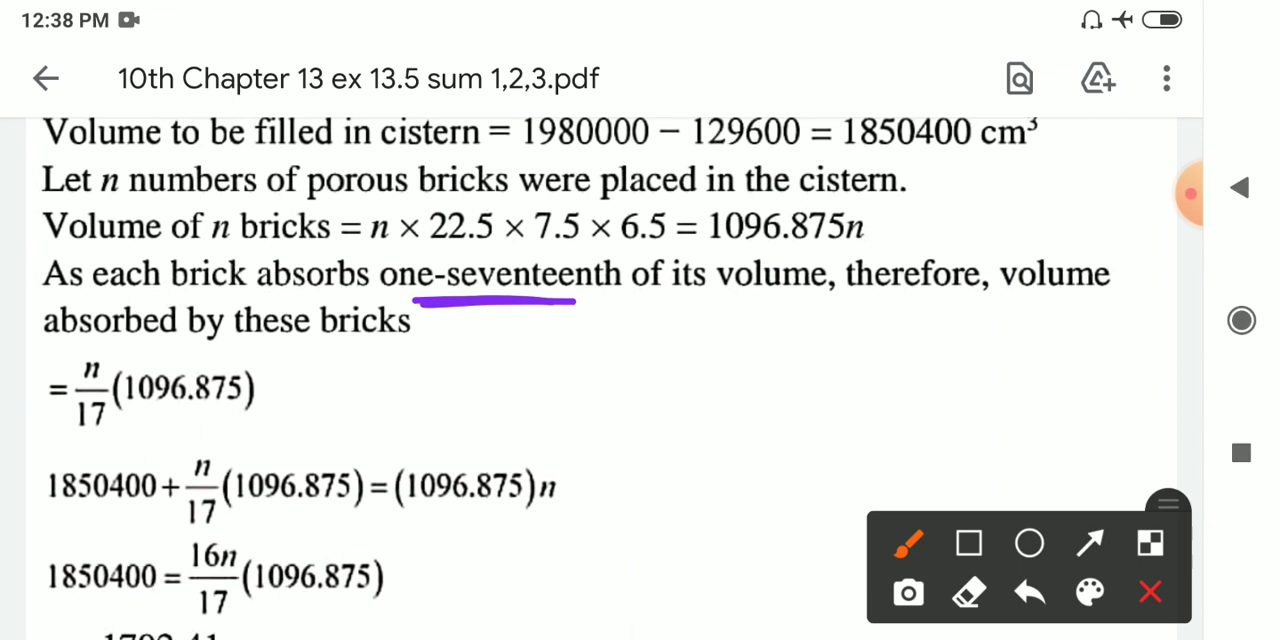 12:38 PM
10th Chapter 13 ex 13.5 sum 1,2,3.pdf
Volume to be filled in cistern = 1980000 − 129600 = 1850400 cm³
Let n numbers of porous bricks were placed in the cistern.
Volume of n bricks = n × 22.5 × 7.5 × 6.5 = 1096.875n
As each brick absorbs one-seventeenth of its volume, therefore, volume
absorbed by these bricks
= n/17 (1096.875)
1850400 + n/17 (1096.875) = (1096.875)n
1850400 = 16n/17 (1096.875)